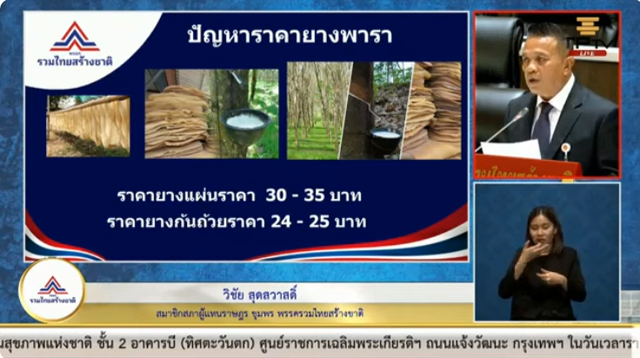 พรรค
รวมไทยสร้างชาติ
ปัญหาราคายางพารา
LIVE
ราคายางแผ่นราคา 30 - 35 บาท
ราคายางก้นถ้วยราคา 24 - 25 บาท
รวมไทยสร้างชาติ
วิชัย สุดสวาสดิ์
สมาชิกสภาผู้แทนราษฎร ชุมพร พรรครวมไทยสร้างชาติ
นสุขภาพแห่งชาติ ชั้น 2 อาคารบี (ทิศตะวันตก) ศูนย์ราชการเฉลิมพระเกียรติฯ ถนนแจ้งวัฒนะ กรุงเทพฯ ในวันเวลารา